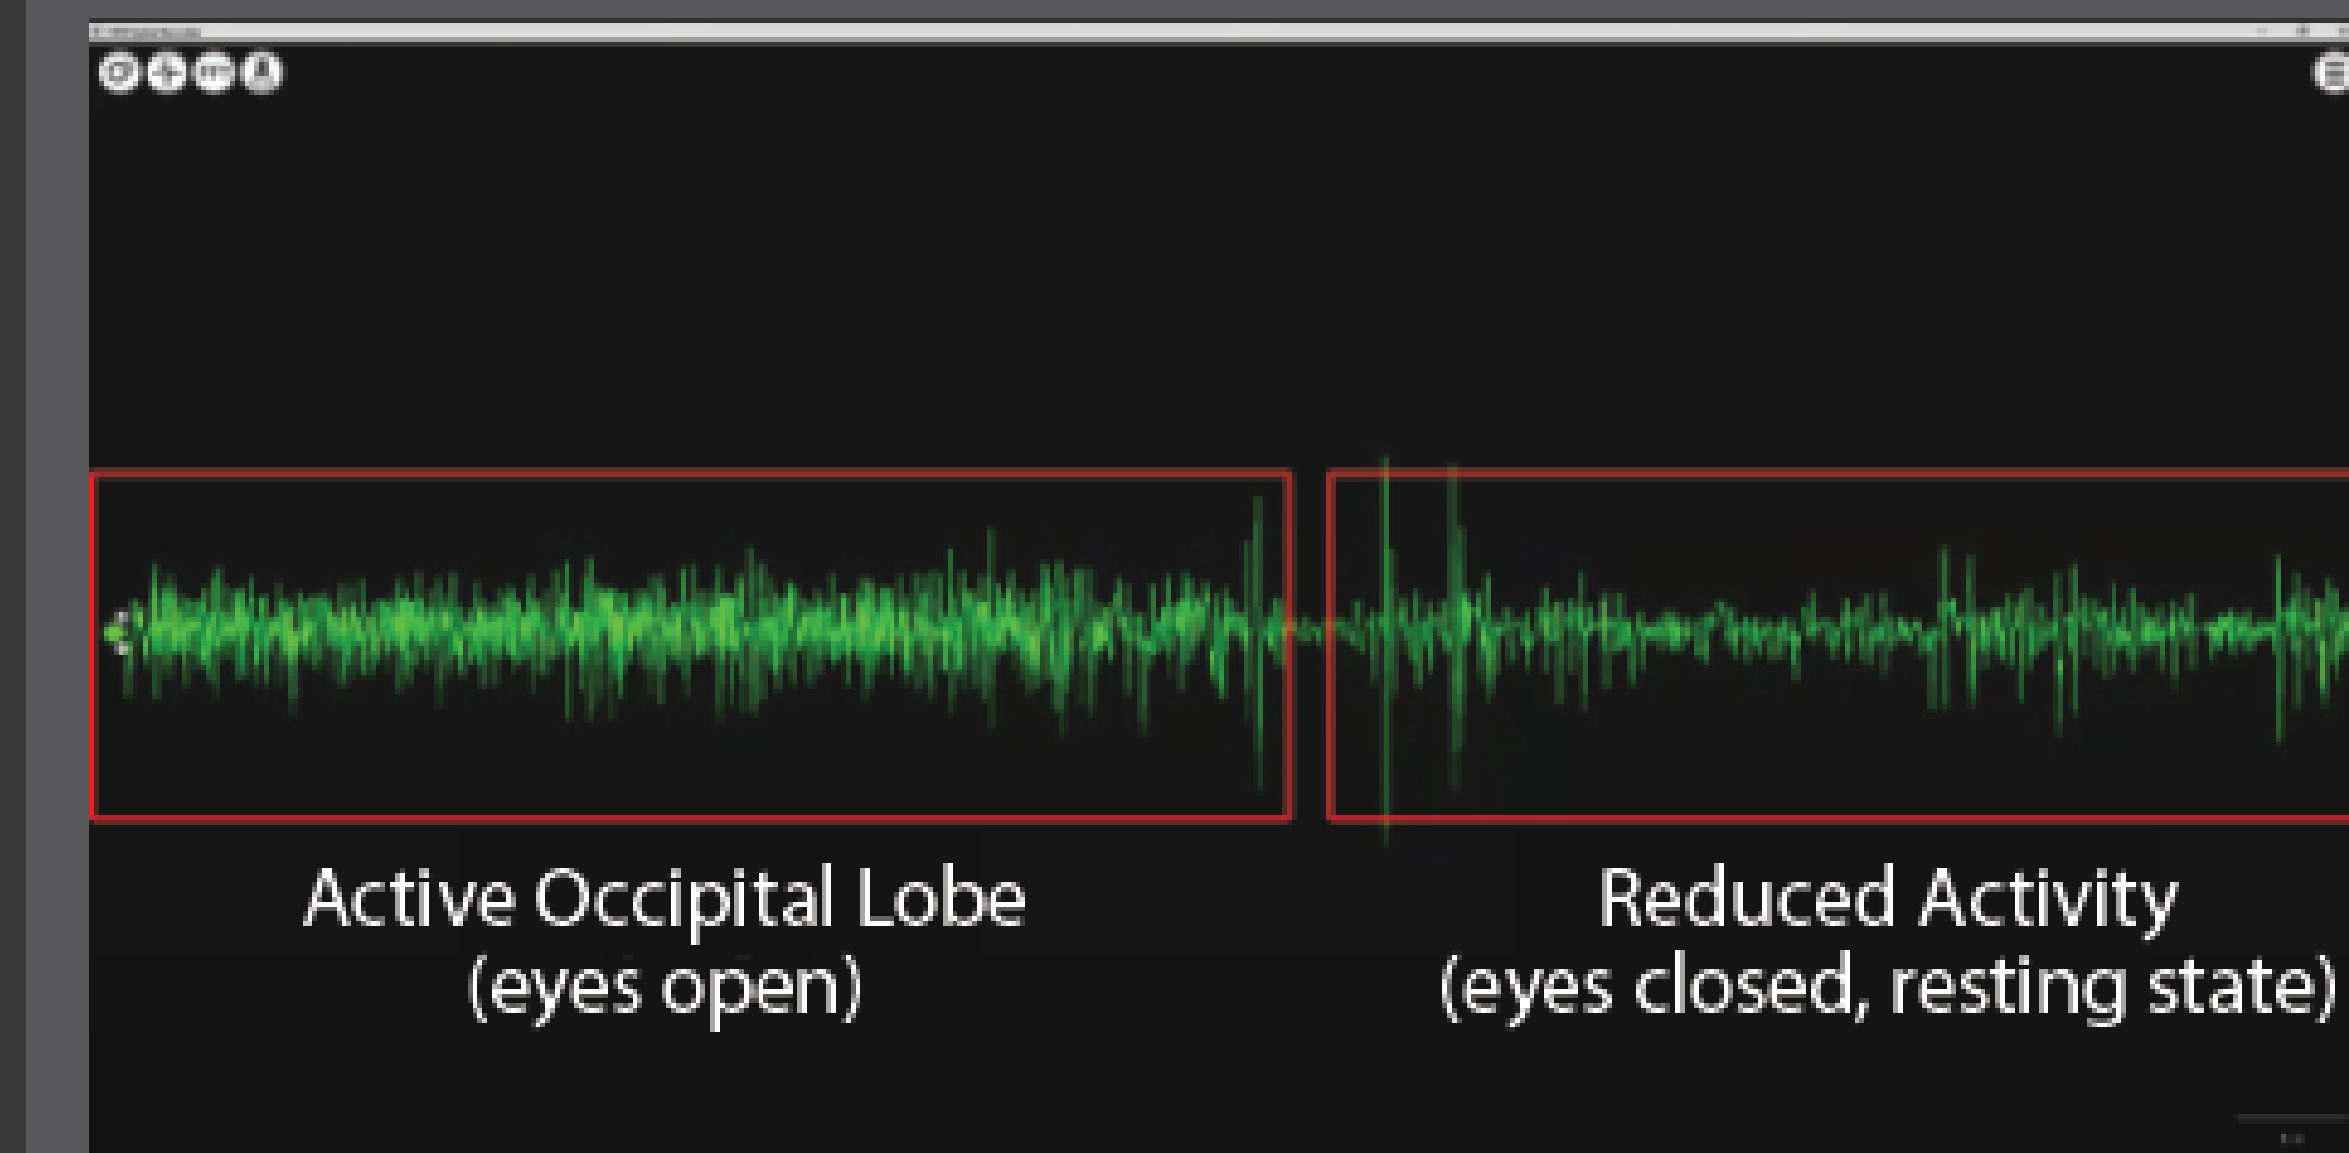 Active Occipital Lobe
(eyes open)
Reduced Activity
(eyes closed, resting state)